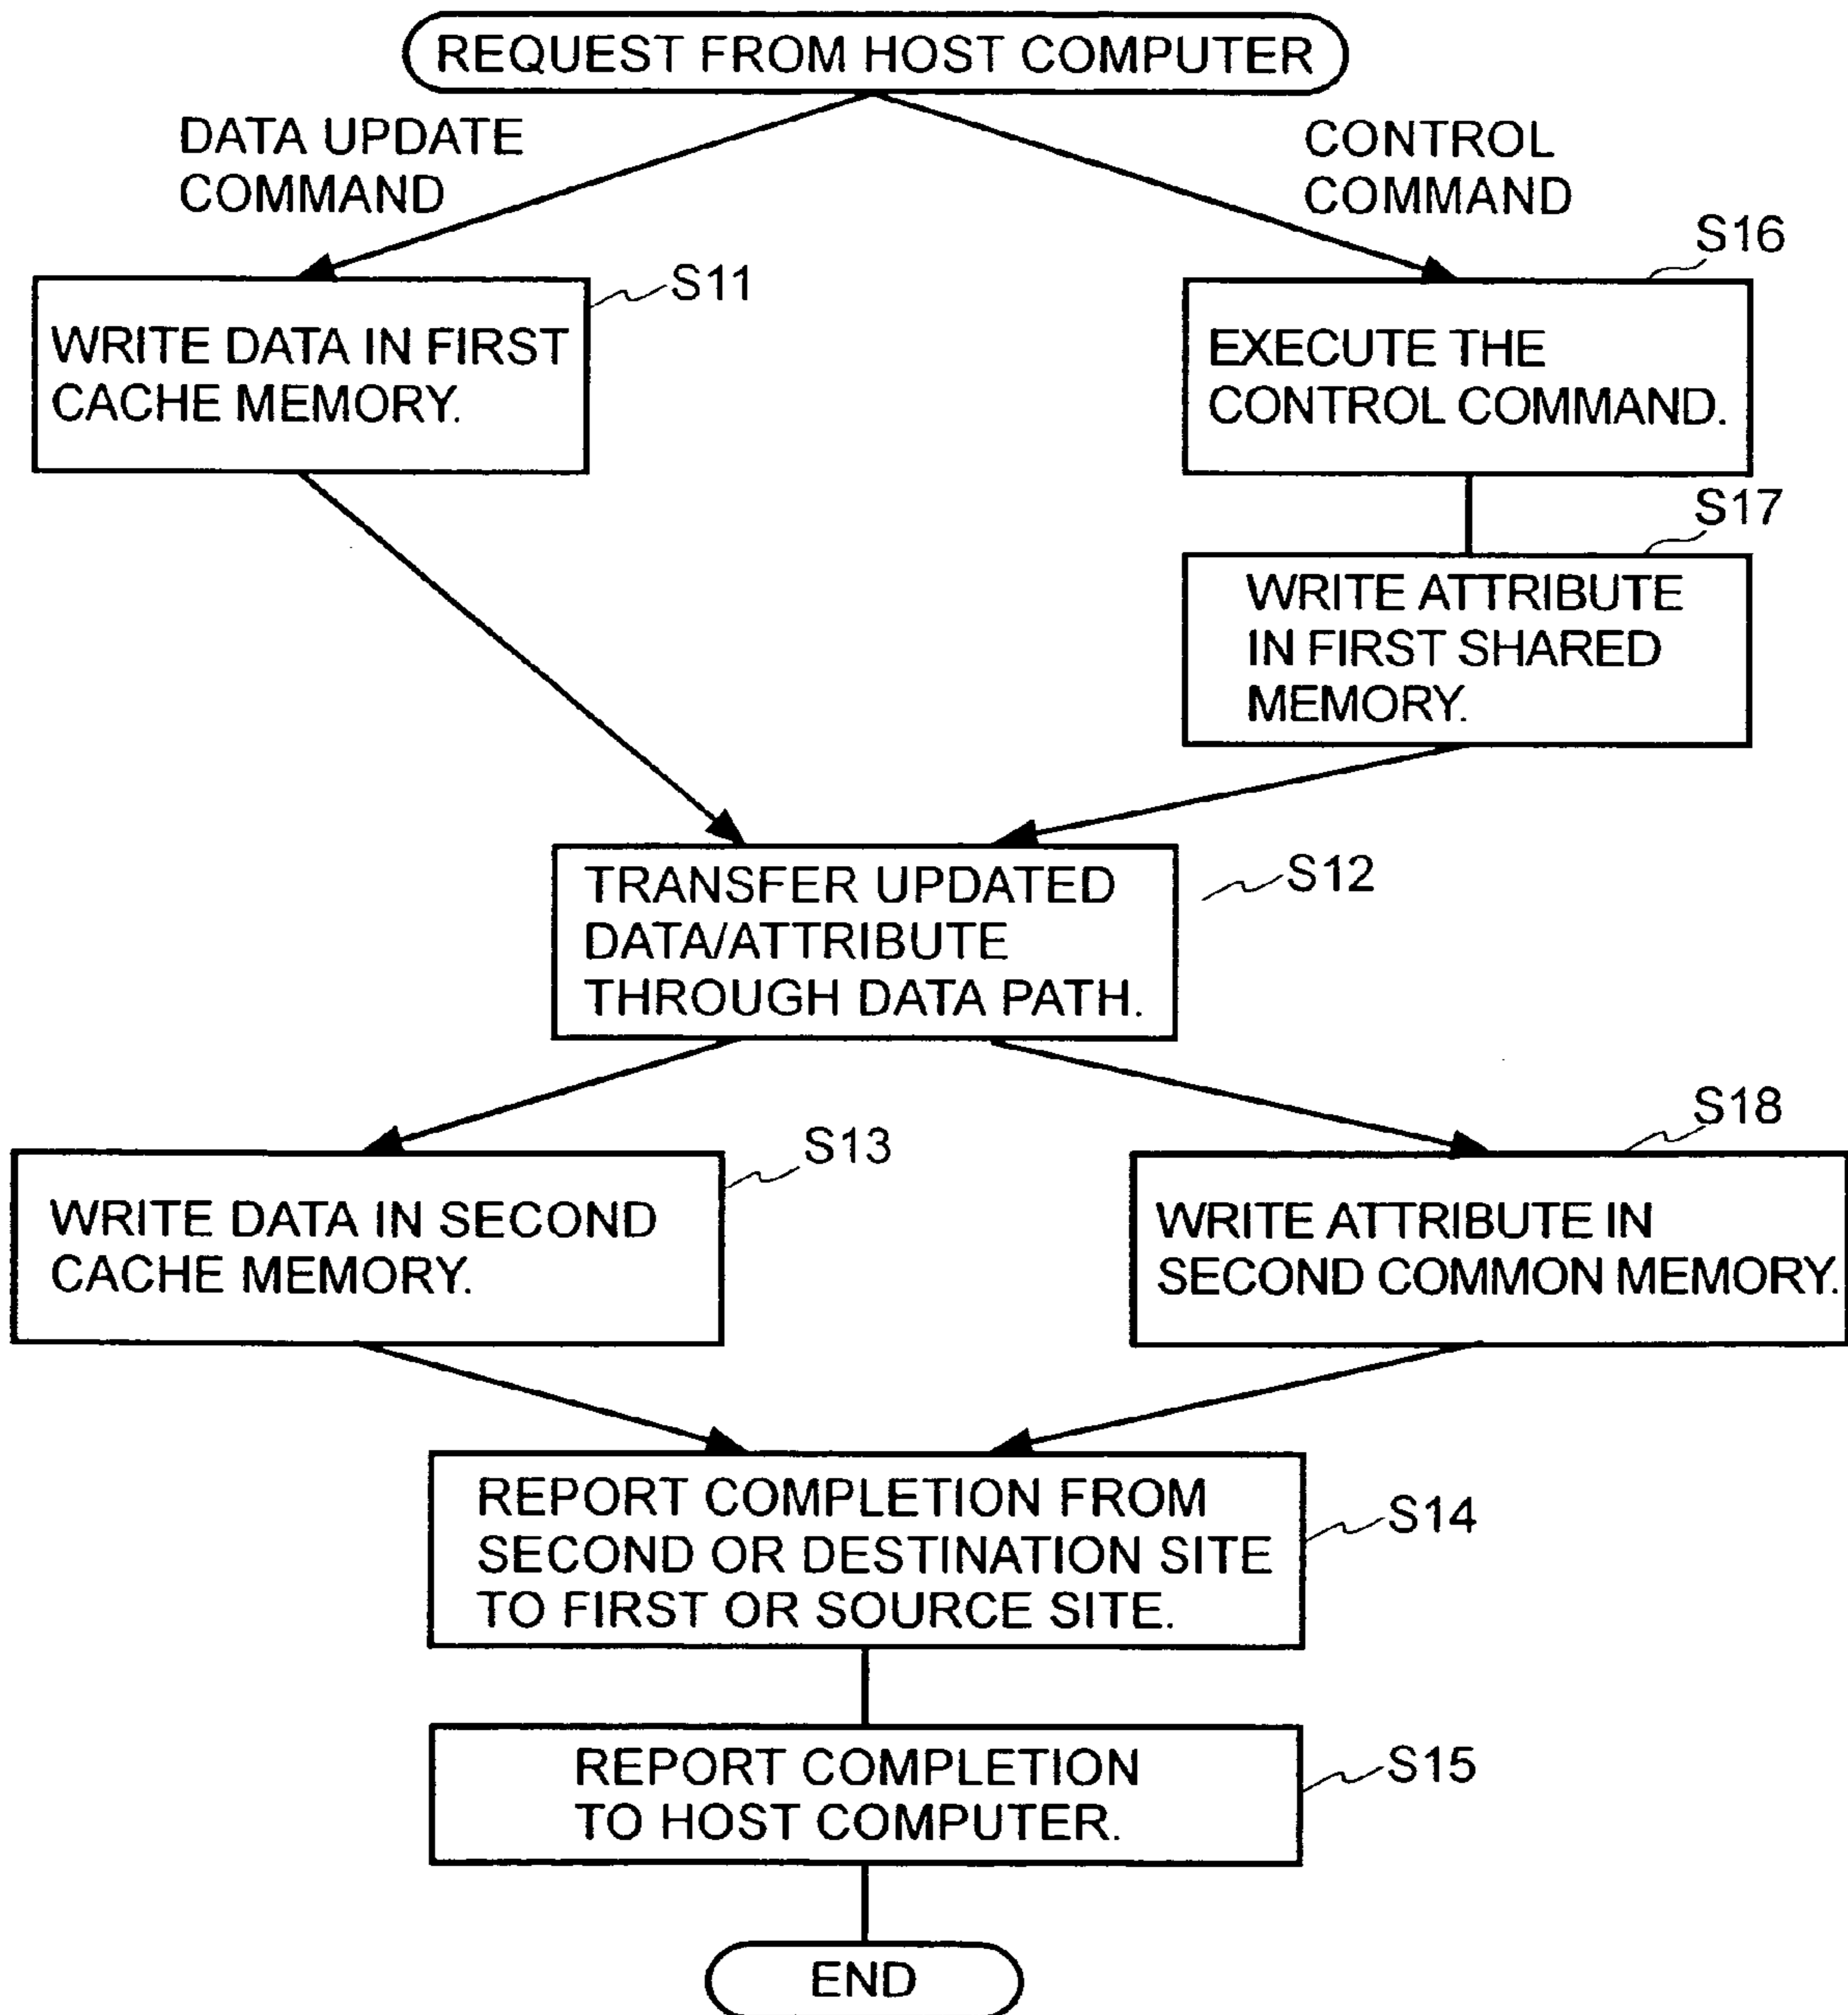 REQUEST FROM HOST COMPUTER
DATA UPDATE
COMMAND
CONTROL
COMMAND
S11
WRITE DATA IN FIRST
CACHE MEMORY.
S16
EXECUTE THE
CONTROL COMMAND.
S17
WRITE ATTRIBUTE
IN FIRST SHARED
MEMORY.
S12
TRANSFER UPDATED
DATA/ATTRIBUTE
THROUGH DATA PATH.
S13
WRITE DATA IN SECOND
CACHE MEMORY.
S18
WRITE ATTRIBUTE IN
SECOND COMMON MEMORY.
S14
REPORT COMPLETION FROM
SECOND OR DESTINATION SITE
TO FIRST OR SOURCE SITE.
S15
REPORT COMPLETION
TO HOST COMPUTER.
END